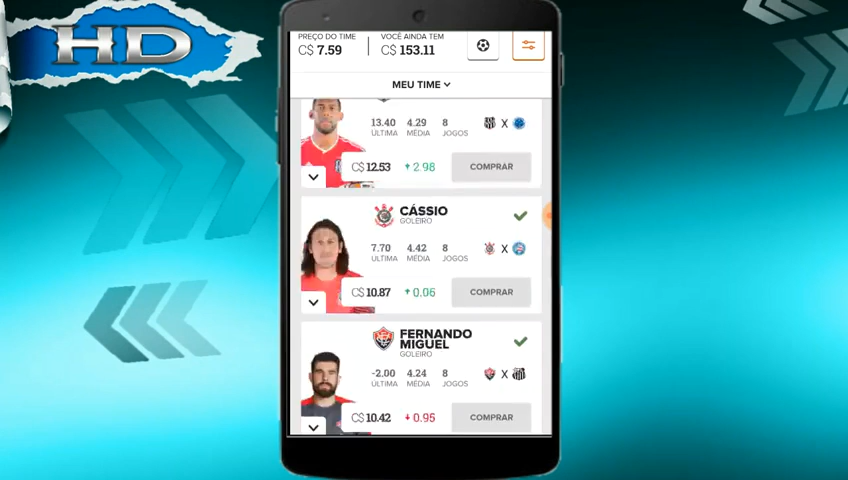 HD
PREÇO DO TIME
C$ 7.59
VOCÊ AINDA TEM
C$ 153.11
MEU TIME
13.40 4.29 8
ÚLTIMA MÉDIA JOGOS
X
C$ 12.53 2.98 COMPRAR
CÁSSIO
GOLEIRO
7.70 4.42 8
ÚLTIMA MÉDIA JOGOS
X
C$ 10.87 0.06 COMPRAR
FERNANDO
MIGUEL
GOLEIRO
-2.00 4.24 8
ÚLTIMA MÉDIA JOGOS
X
C$ 10.42 0.95 COMPRAR